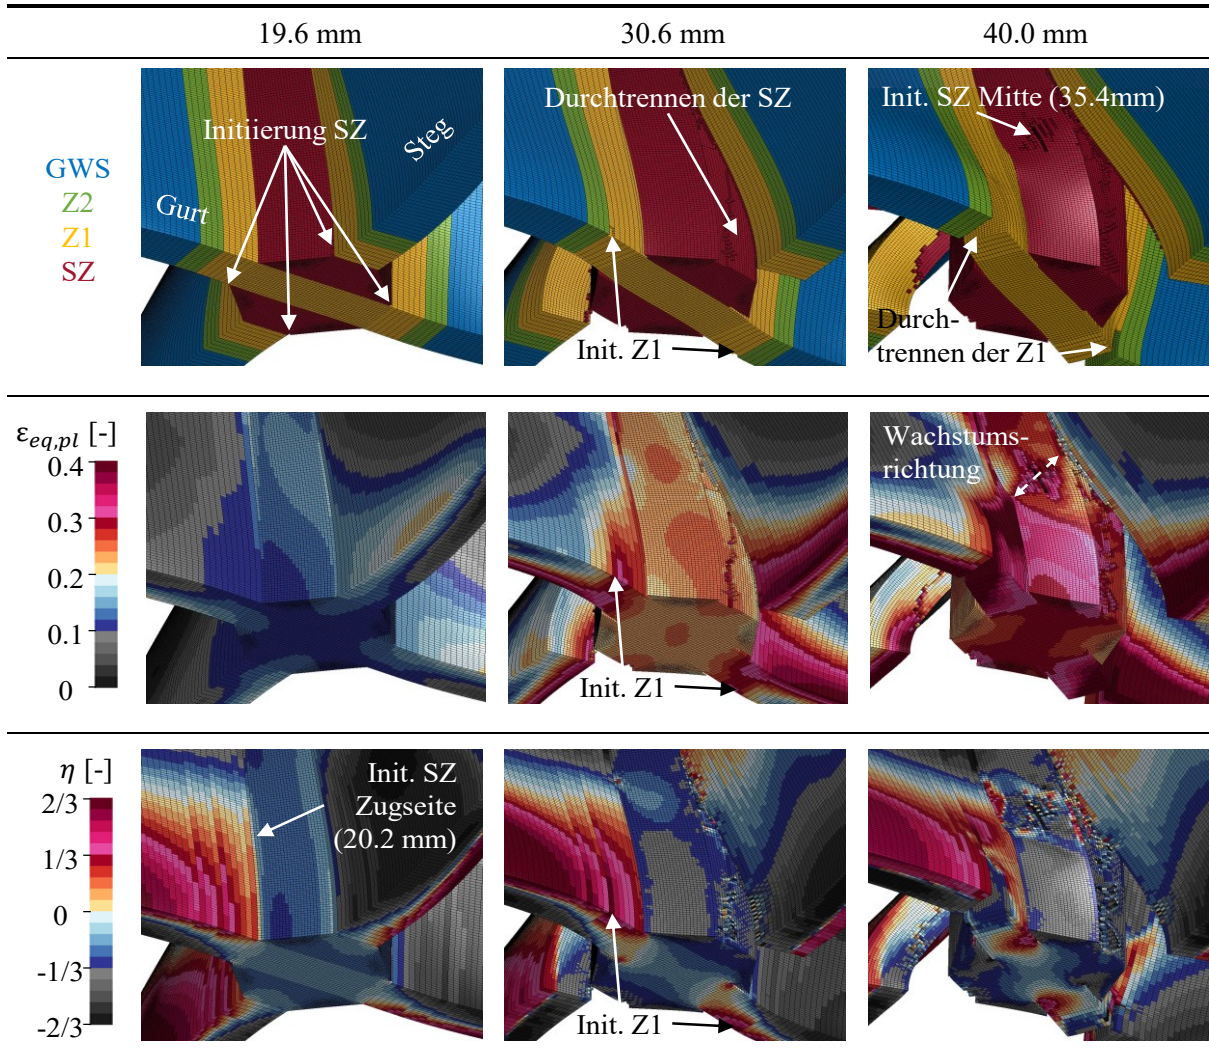 19.6 mm
30.6 mm
40.0 mm
GWS
Z2
Z1
SZ
Initiierung SZ
Steg
Gurt
Durchtrennen der SZ
Init. Z1
Init. SZ Mitte (35.4mm)
Durch-
trennen der Z1
ε_{eq,pl} [-]
0.4
0.3
0.2
0.1
0
Init. Z1
Wachstums-
richtung
η [-]
2/3
1/3
0
-1/3
-2/3
Init. SZ
Zugseite
(20.2 mm)
Init. Z1